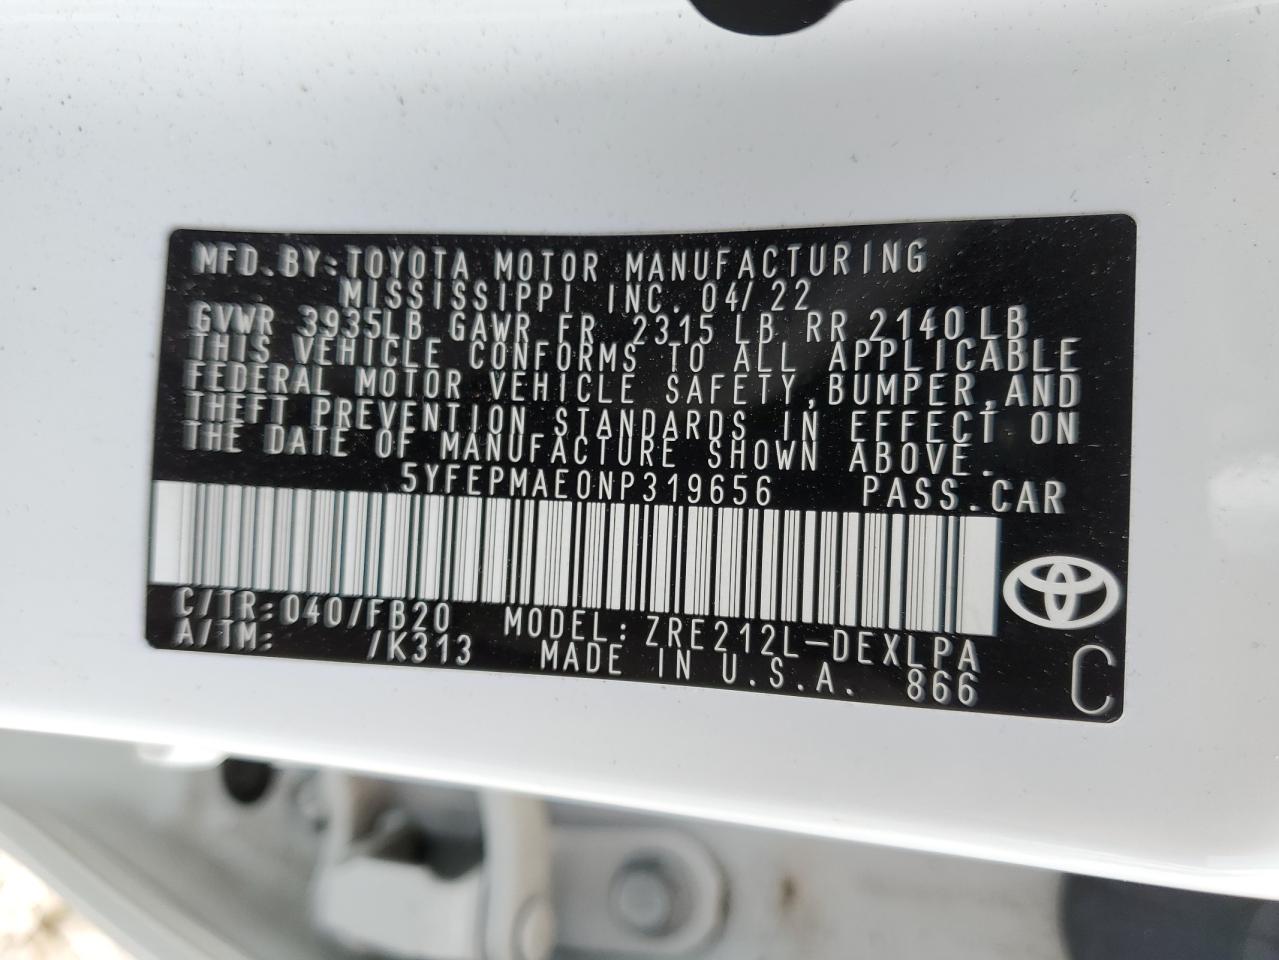 MFD.BY:TOYOTA MOTOR MANUFACTURING
MISSISSIPPI INC. 04/22
GVWR 3935LB GAWR FR 2315 LB RR 2140LB
THIS VEHICLE CONFORMS TO ALL APPLICABLE
FEDERAL MOTOR VEHICLE SAFETY,BUMPER,AND
THEFT PREVENTION STANDARDS IN EFFECT ON
THE DATE OF MANUFACTURE SHOWN ABOVE.
5YFEPMAE0NP319656 PASS.CAR
C/TR:040/FB20 MODEL:ZRE212L-DEXLPA
A/TM: /K313 MADE IN U.S.A. 866
C